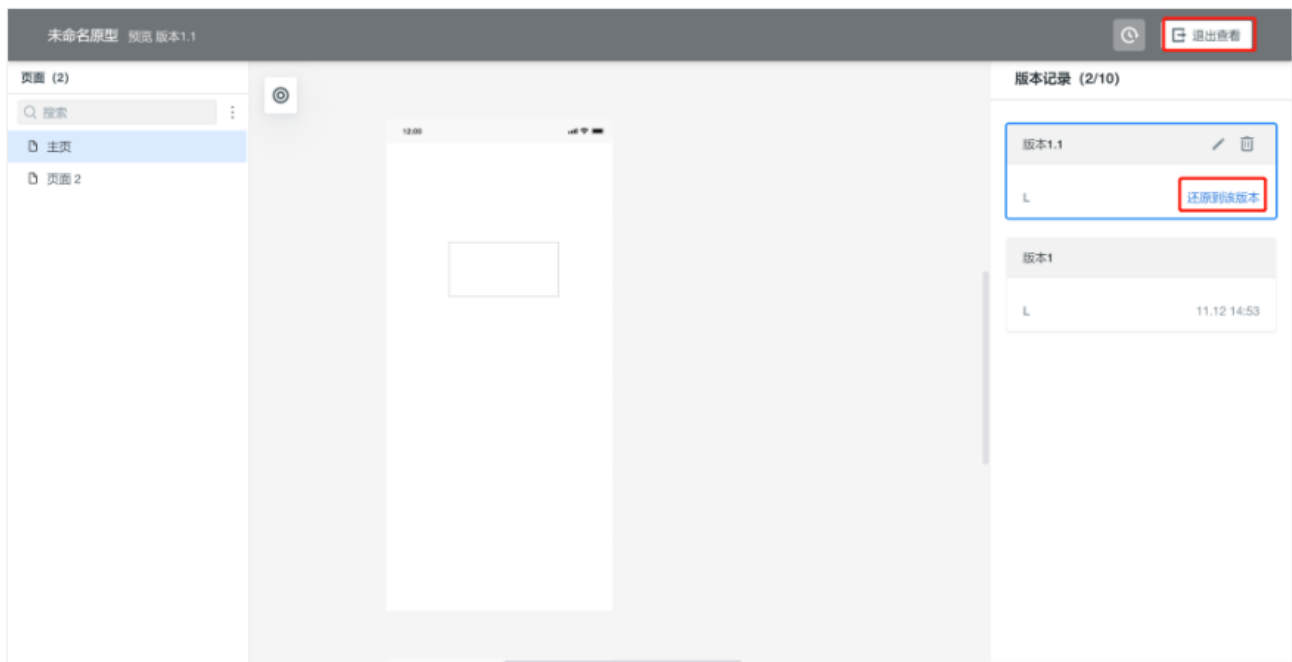 未命名原型 预览 版本1.1
退出查看
页面 (2)
搜索
主页
页面 2
12:00
版本记录 (2/10)
版本1.1
L 还原到该版本
版本1
L 11.12 14:53